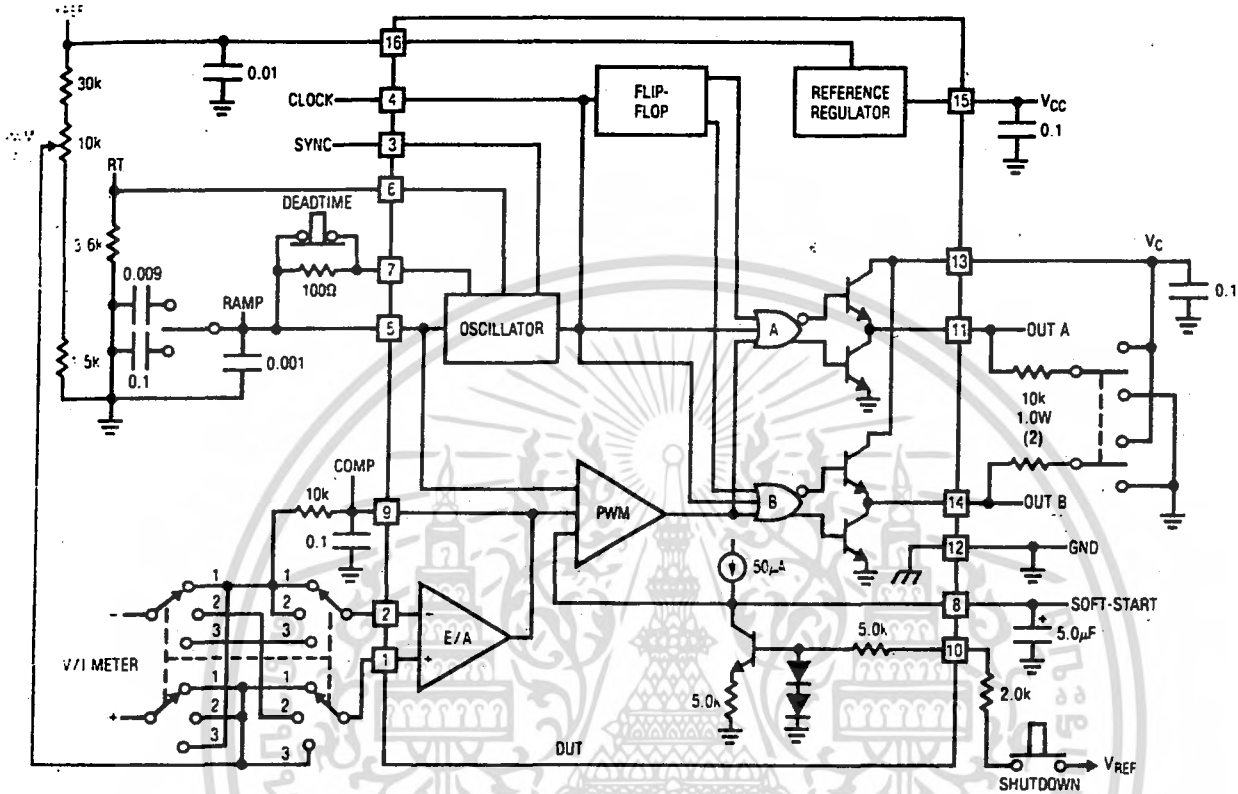 16
0.01
30k
CLOCK
4
FLIP-
FLOP
REFERENCE
REGULATOR
15
VCC
0.1
SYNC
3
10k
RT
6
DEADTIME
VC
13
0.1
3.6k
0.009
7
100Ω
RAMP
5
OSCILLATOR
A
11
OUT A
0.1
0.001
10k
1.0W
(2)
COMP
10k
9
PWM
B
14
OUT B
0.1
12
GND
50μA
1
1
2
2
3
3
2
−
E/A
8
SOFT-START
+
5.0μF
V/I METER
1
+
5.0k
10
−
+
1
1
2
2
3
3
5.0k
2.0k
DUT
VREF
SHUTDOWN